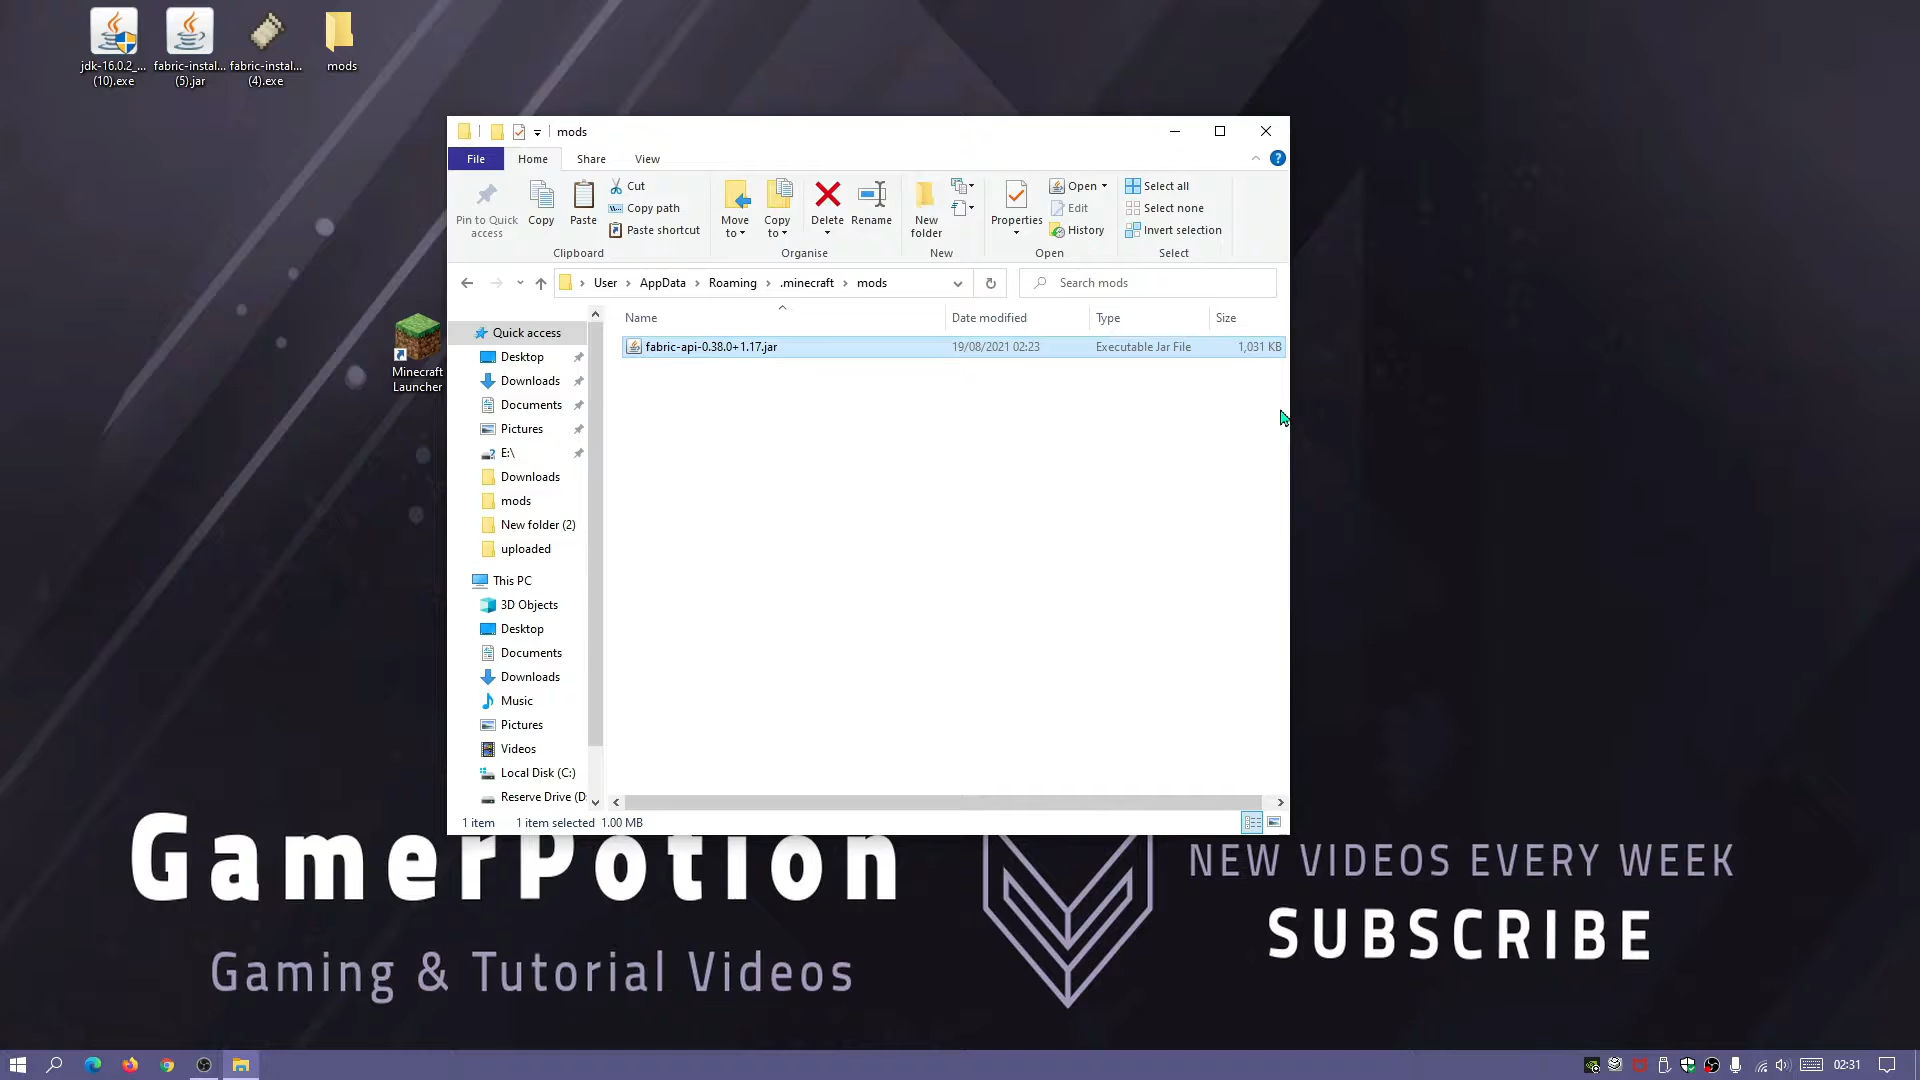 jdk-16.0.2_...
(10).exe
fabric-instal...
(5).jar
fabric-instal...
(4).exe
mods
Minecraft
Launcher
mods
File
Home
Share
View
Pin to Quick
access
Copy
Paste
Cut
Copy path
Paste shortcut
Clipboard
Move
to
Copy
to
Delete
Rename
Organise
New
folder
New
Properties
Open
Edit
History
Open
Select all
Select none
Invert selection
Select
User > AppData > Roaming > .minecraft > mods
Search mods
Name
Date modified
Type
Size
fabric-api-0.38.0+1.17.jar
19/08/2021 02:23
Executable Jar File
1,031 KB
Quick access
Desktop
Downloads
Documents
Pictures
E:\
Downloads
mods
New folder (2)
uploaded
This PC
3D Objects
Desktop
Documents
Downloads
Music
Pictures
Videos
Local Disk (C:)
Reserve Drive (D:
1 item
1 item selected 1.00 MB
GamerPotion
Gaming & Tutorial Videos
NEW VIDEOS EVERY WEEK
SUBSCRIBE
02:31